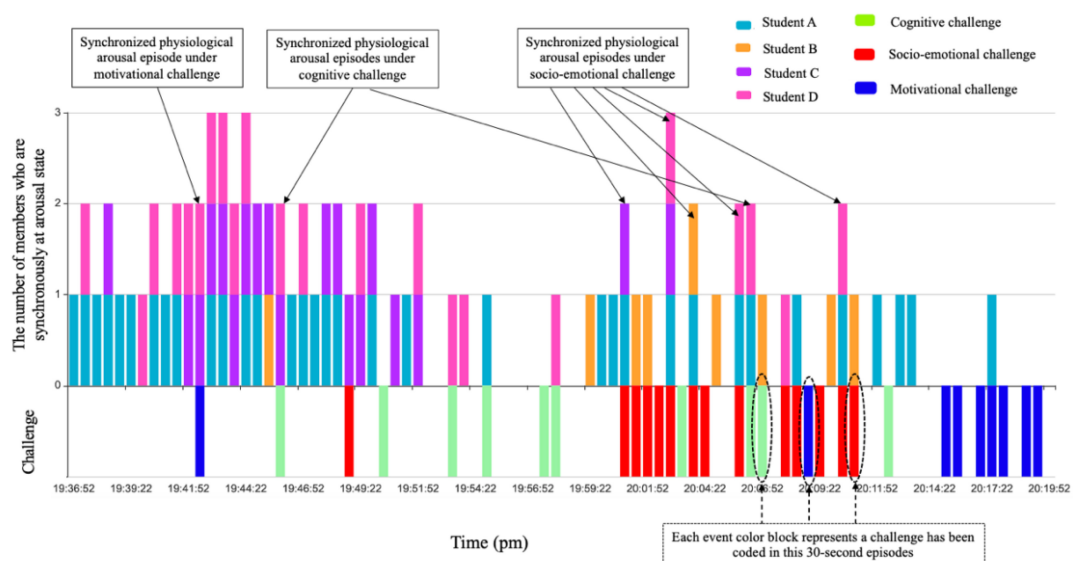 Synchronized physiological
arousal episode under
motivational challenge
Synchronized physiological
arousal episodes under
cognitive challenge
Synchronized physiological
arousal episodes under
socio-emotional challenge
Student A
Student B
Student C
Student D
Cognitive challenge
Socio-emotional challenge
Motivational challenge
The number of members who are
synchronously at arousal state
3
2
1
0
Challenge
19:36:52 19:39:22 19:41:52 19:44:22 19:46:52 19:49:22 19:51:52 19:54:22 19:56:52 19:59:22 20:01:52 20:04:22 20:06:52 20:09:22 20:11:52 20:14:22 20:17:22 20:19:52
Time (pm)
Each event color block represents a challenge has been
coded in this 30-second episodes